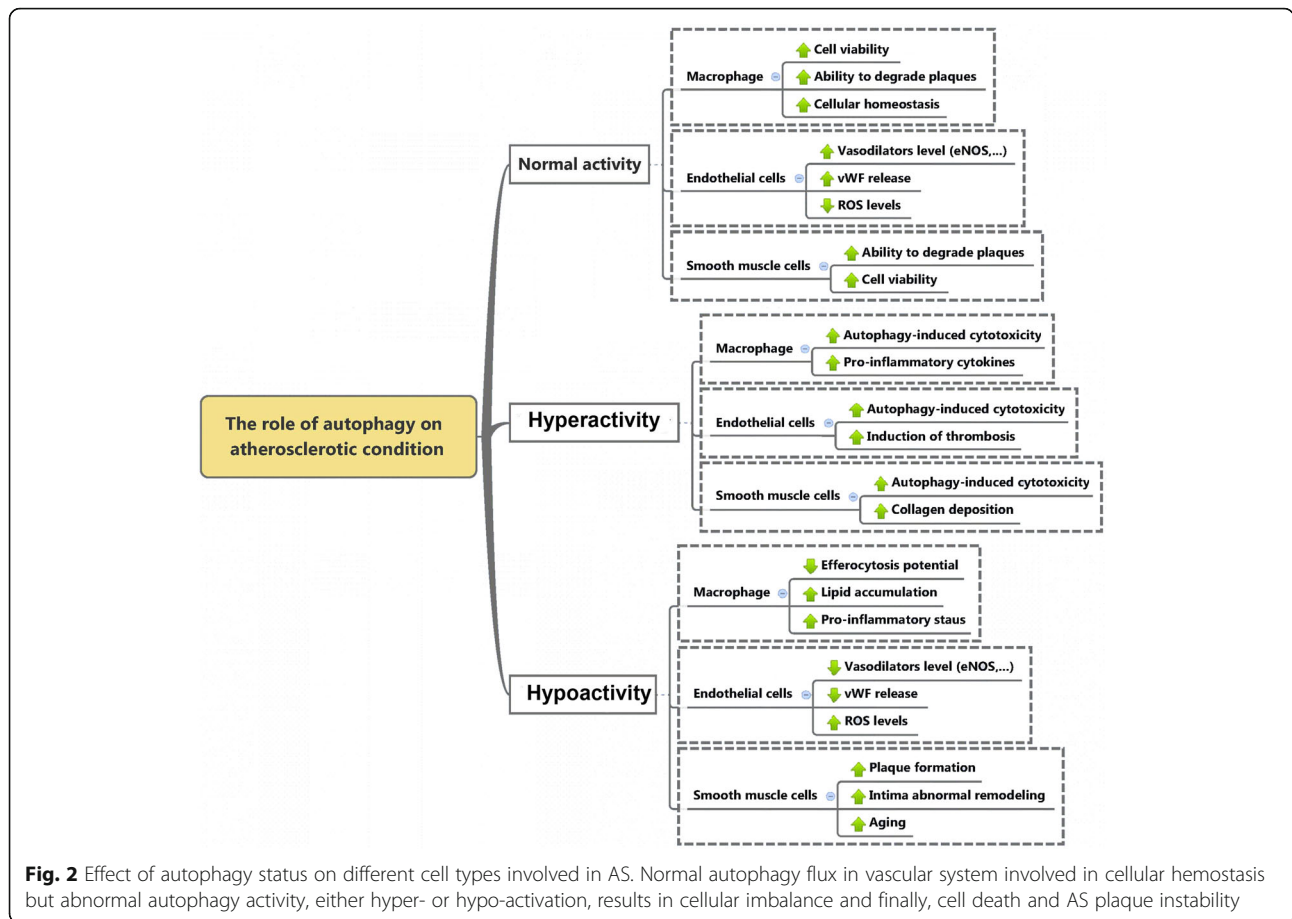 The role of autophagy on
atherosclerotic condition
Normal activity
Macrophage
Cell viability
Ability to degrade plaques
Cellular homeostasis
Endothelial cells
Vasodilators level (eNOS,...)
vWF release
ROS levels
Smooth muscle cells
Ability to degrade plaques
Cell viability
Hyperactivity
Macrophage
Autophagy-induced cytotoxicity
Pro-inflammatory cytokines
Endothelial cells
Autophagy-induced cytotoxicity
Induction of thrombosis
Smooth muscle cells
Autophagy-induced cytotoxicity
Collagen deposition
Hypoactivity
Macrophage
Efferocytosis potential
Lipid accumulation
Pro-inflammatory staus
Endothelial cells
Vasodilators level (eNOS,...)
vWF release
ROS levels
Smooth muscle cells
Plaque formation
Intima abnormal remodeling
Aging
Fig. 2 Effect of autophagy status on different cell types involved in AS. Normal autophagy flux in vascular system involved in cellular hemostasis
but abnormal autophagy activity, either hyper- or hypo-activation, results in cellular imbalance and finally, cell death and AS plaque instability